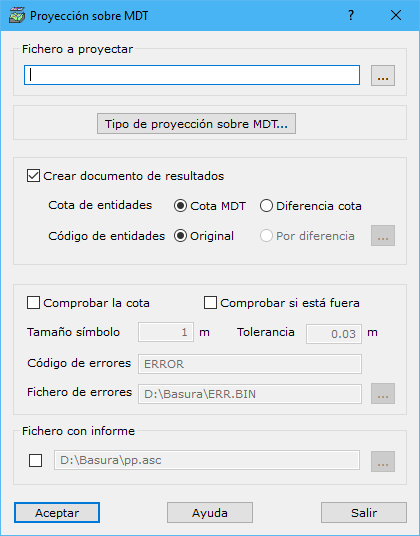 Proyección sobre MDT
Fichero a proyectar
...
Tipo de proyección sobre MDT...
Crear documento de resultados
Cota de entidades Cota MDT Diferencia cota
Código de entidades Original Por diferencia ...
Comprobar la cota Comprobar si está fuera
Tamaño símbolo 1 m Tolerancia 0.03 m
Código de errores ERROR
Fichero de errores D:\Basura\ERR.BIN ...
Fichero con informe
D:\Basura\pp.asc ...
Aceptar Ayuda Salir